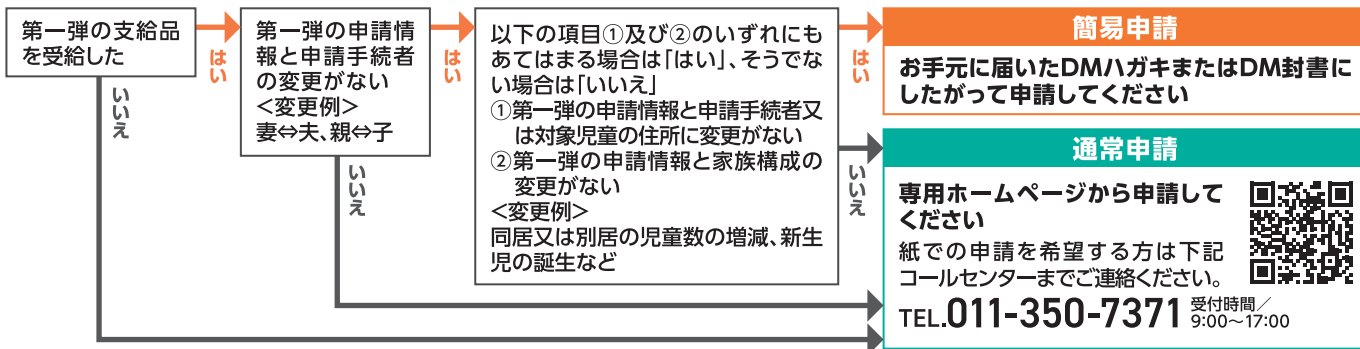 第一弾の支給品
を受給した
はい
いいえ
第一弾の申請情
報と申請手続者
の変更がない
<変更例>
妻⇔夫、親⇔子
はい
いいえ
以下の項目①及び②のいずれにも
あてはまる場合は「はい」、そうでな
い場合は「いいえ」
①第一弾の申請情報と申請手続者又
は対象児童の住所に変更がない
②第一弾の申請情報と家族構成の
変更がない
<変更例>
同居又は別居の児童数の増減、新生
児の誕生など
はい
いいえ
簡易申請
お手元に届いたDMハガキまたはDM封書に
したがって申請してください
通常申請
専用ホームページから申請して
ください
紙での申請を希望する方は下記
コールセンターまでご連絡ください。
TEL.011-350-7371 受付時間/
9:00~17:00